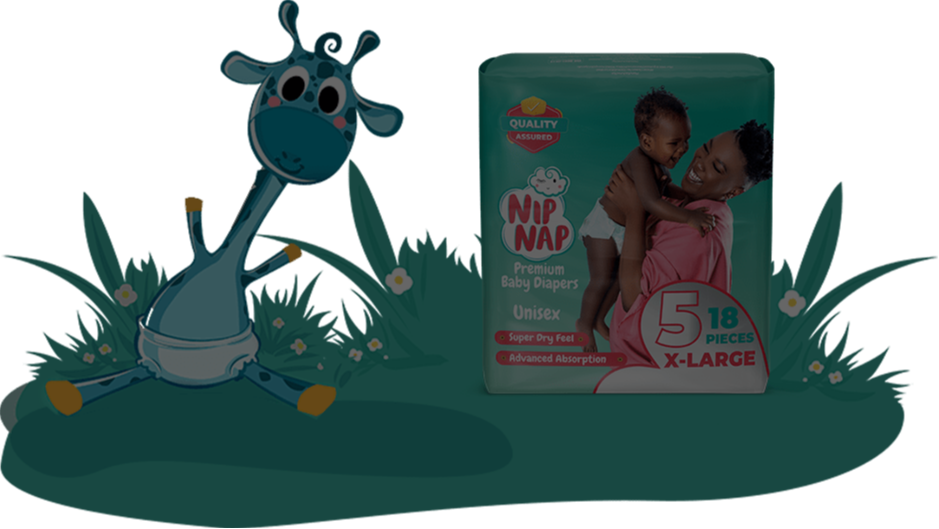 QUALITY
ASSURED
NIP
NAP
Premium
Baby Diapers
Unisex
Super Dry Feel
Advanced Absorption
5
18
PIECES
X-LARGE